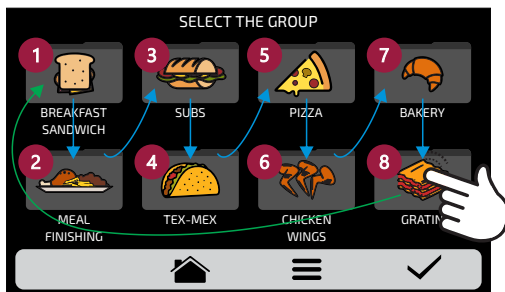 SELECT THE GROUP
1
BREAKFAST
SANDWICH
2
MEAL
FINISHING
3
SUBS
4
TEX-MEX
5
PIZZA
6
CHICKEN
WINGS
7
BAKERY
8
GRATIN